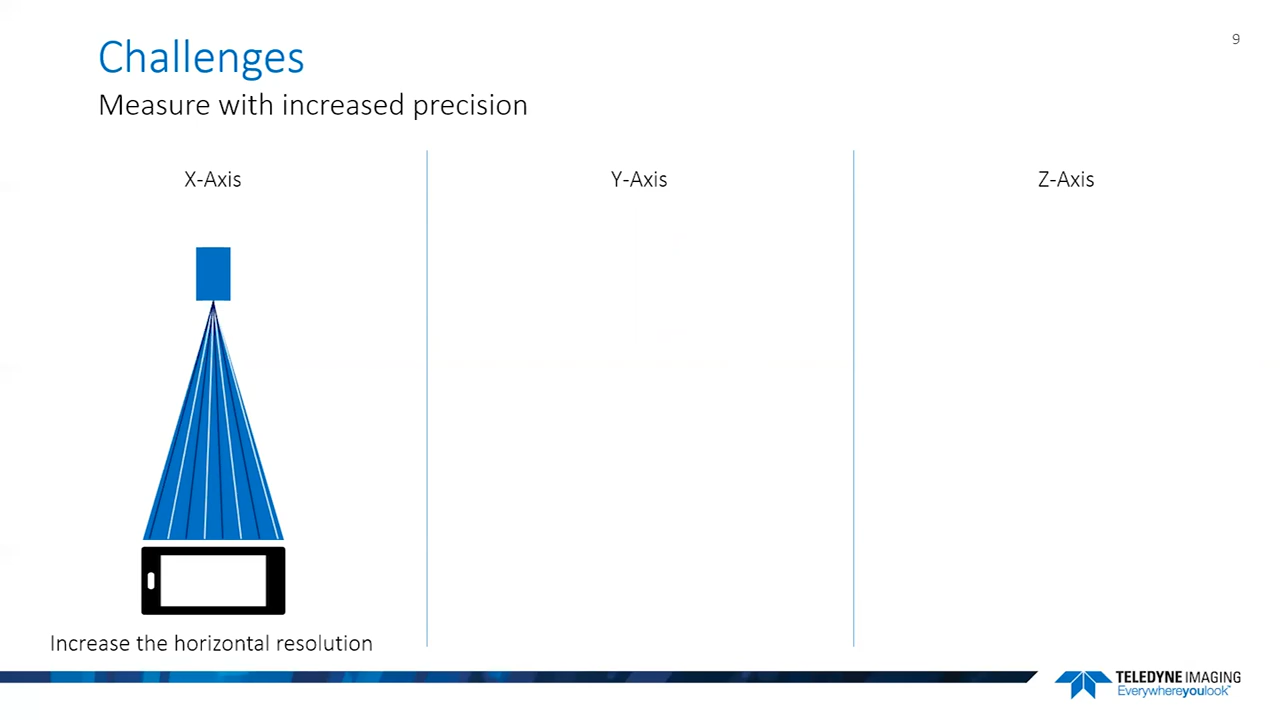 9
Challenges
Measure with increased precision
X-Axis
Y-Axis
Z-Axis
Increase the horizontal resolution
TELEDYNE IMAGING
Everywhereyoulook™